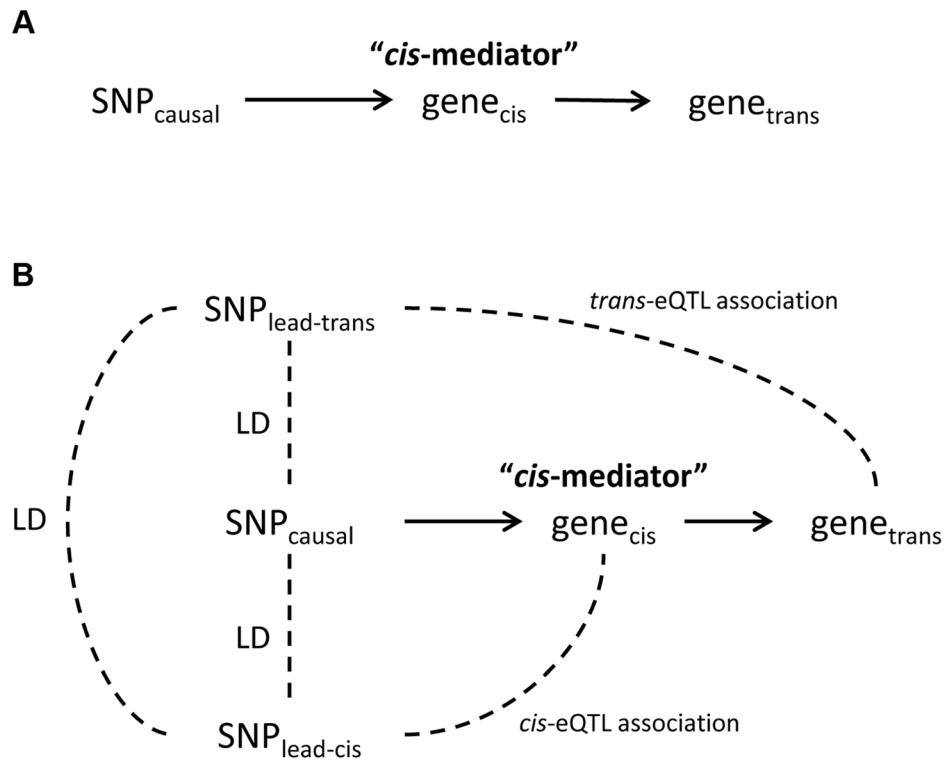 A
“cis-mediator”
SNPcausal genecis genetrans
B
SNPlead-trans trans-eQTL association
LD
“cis-mediator”
LD SNPcausal genecis genetrans
LD
SNPlead-cis cis-eQTL association